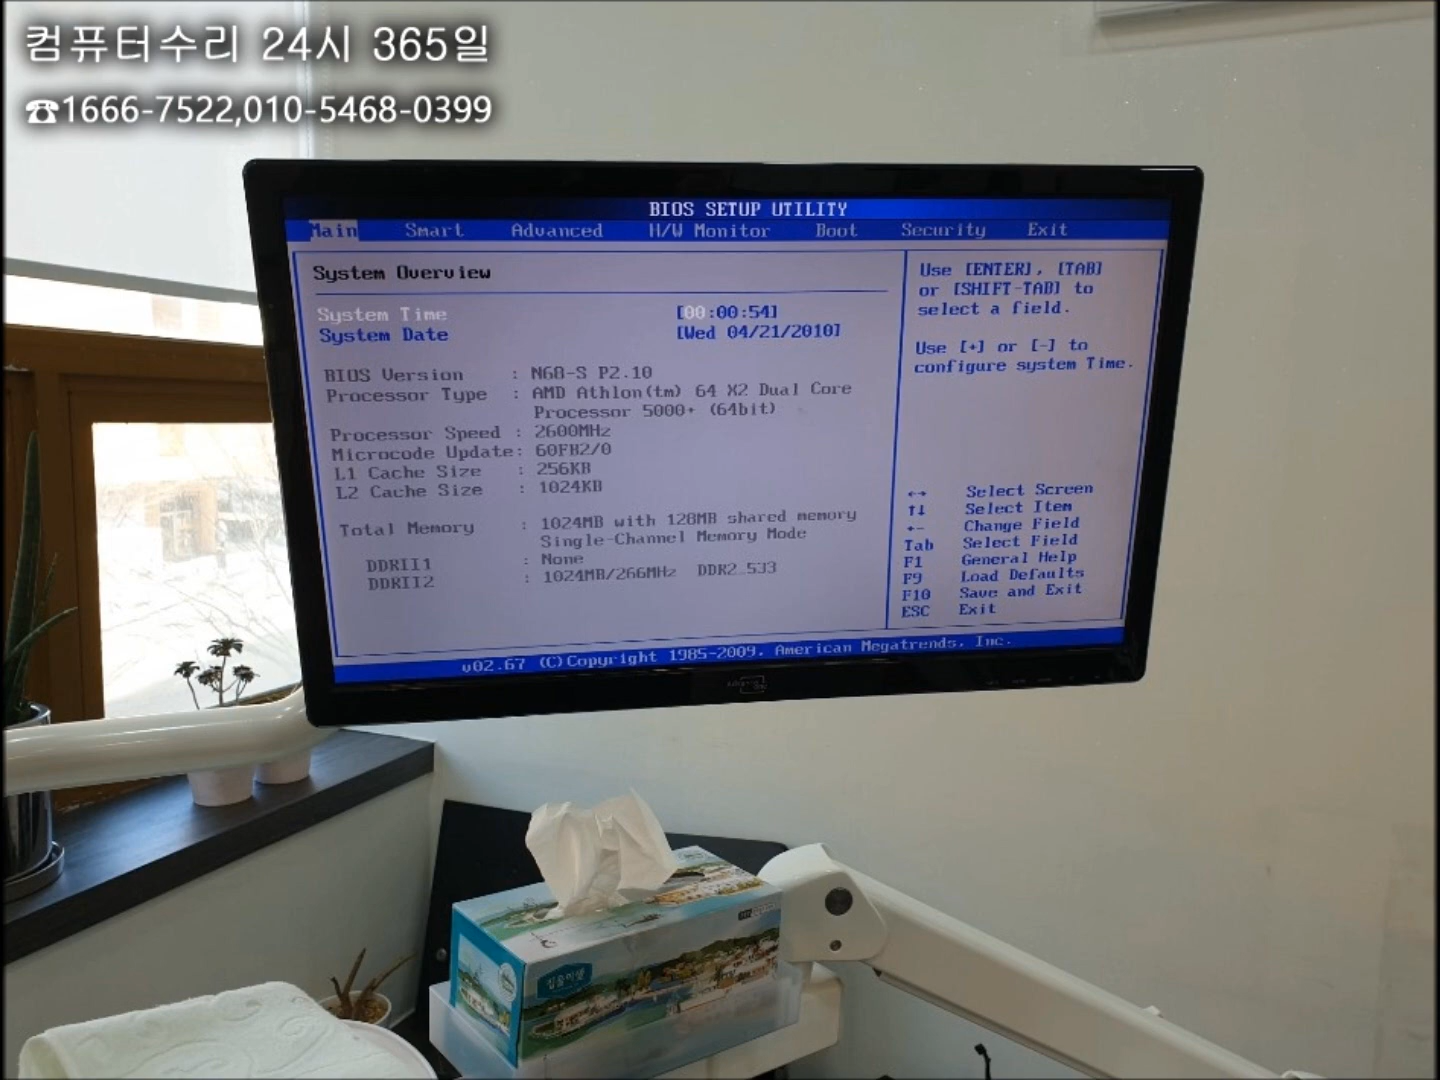 컴퓨터수리 24시 365일
☎1666-7522,010-5468-0399
BIOS SETUP UTILITY
Main Smart Advanced H/W Monitor Boot Security Exit
System Overview
System Time [00:00:54]
System Date [Wed 04/21/2010]
BIOS Version : N68-S P2.10
Processor Type : AMD Athlon(tm) 64 X2 Dual Core
Processor 5000+ (64bit)
Processor Speed : 2600MHz
Microcode Update: 60FB2/0
L1 Cache Size : 256KB
L2 Cache Size : 1024KB
Total Memory : 1024MB with 128MB shared memory
Single-Channel Memory Mode
DDRII1 : None
DDRII2 : 1024MB/266MHz DDR2_533
Use [ENTER], [TAB]
or [SHIFT-TAB] to
select a field.
Use [+] or [-] to
configure system Time.
↔ Select Screen
↑↓ Select Item
+- Change Field
Tab Select Field
F1 General Help
F9 Load Defaults
F10 Save and Exit
ESC Exit
v02.67 (C)Copyright 1985-2009, American Megatrends, Inc.